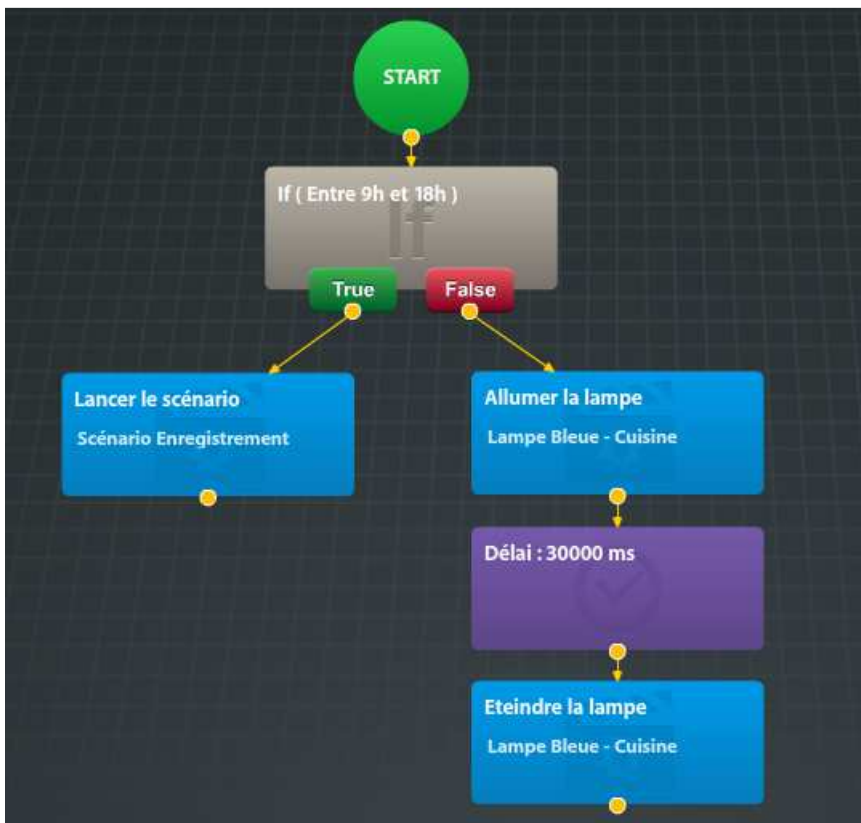 START
If ( Entre 9h et 18h )
If
True
False
Lancer le scénario
Scénario Enregistrement
Allumer la lampe
Lampe Bleue - Cuisine
Délai : 30000 ms
Eteindre la lampe
Lampe Bleue - Cuisine